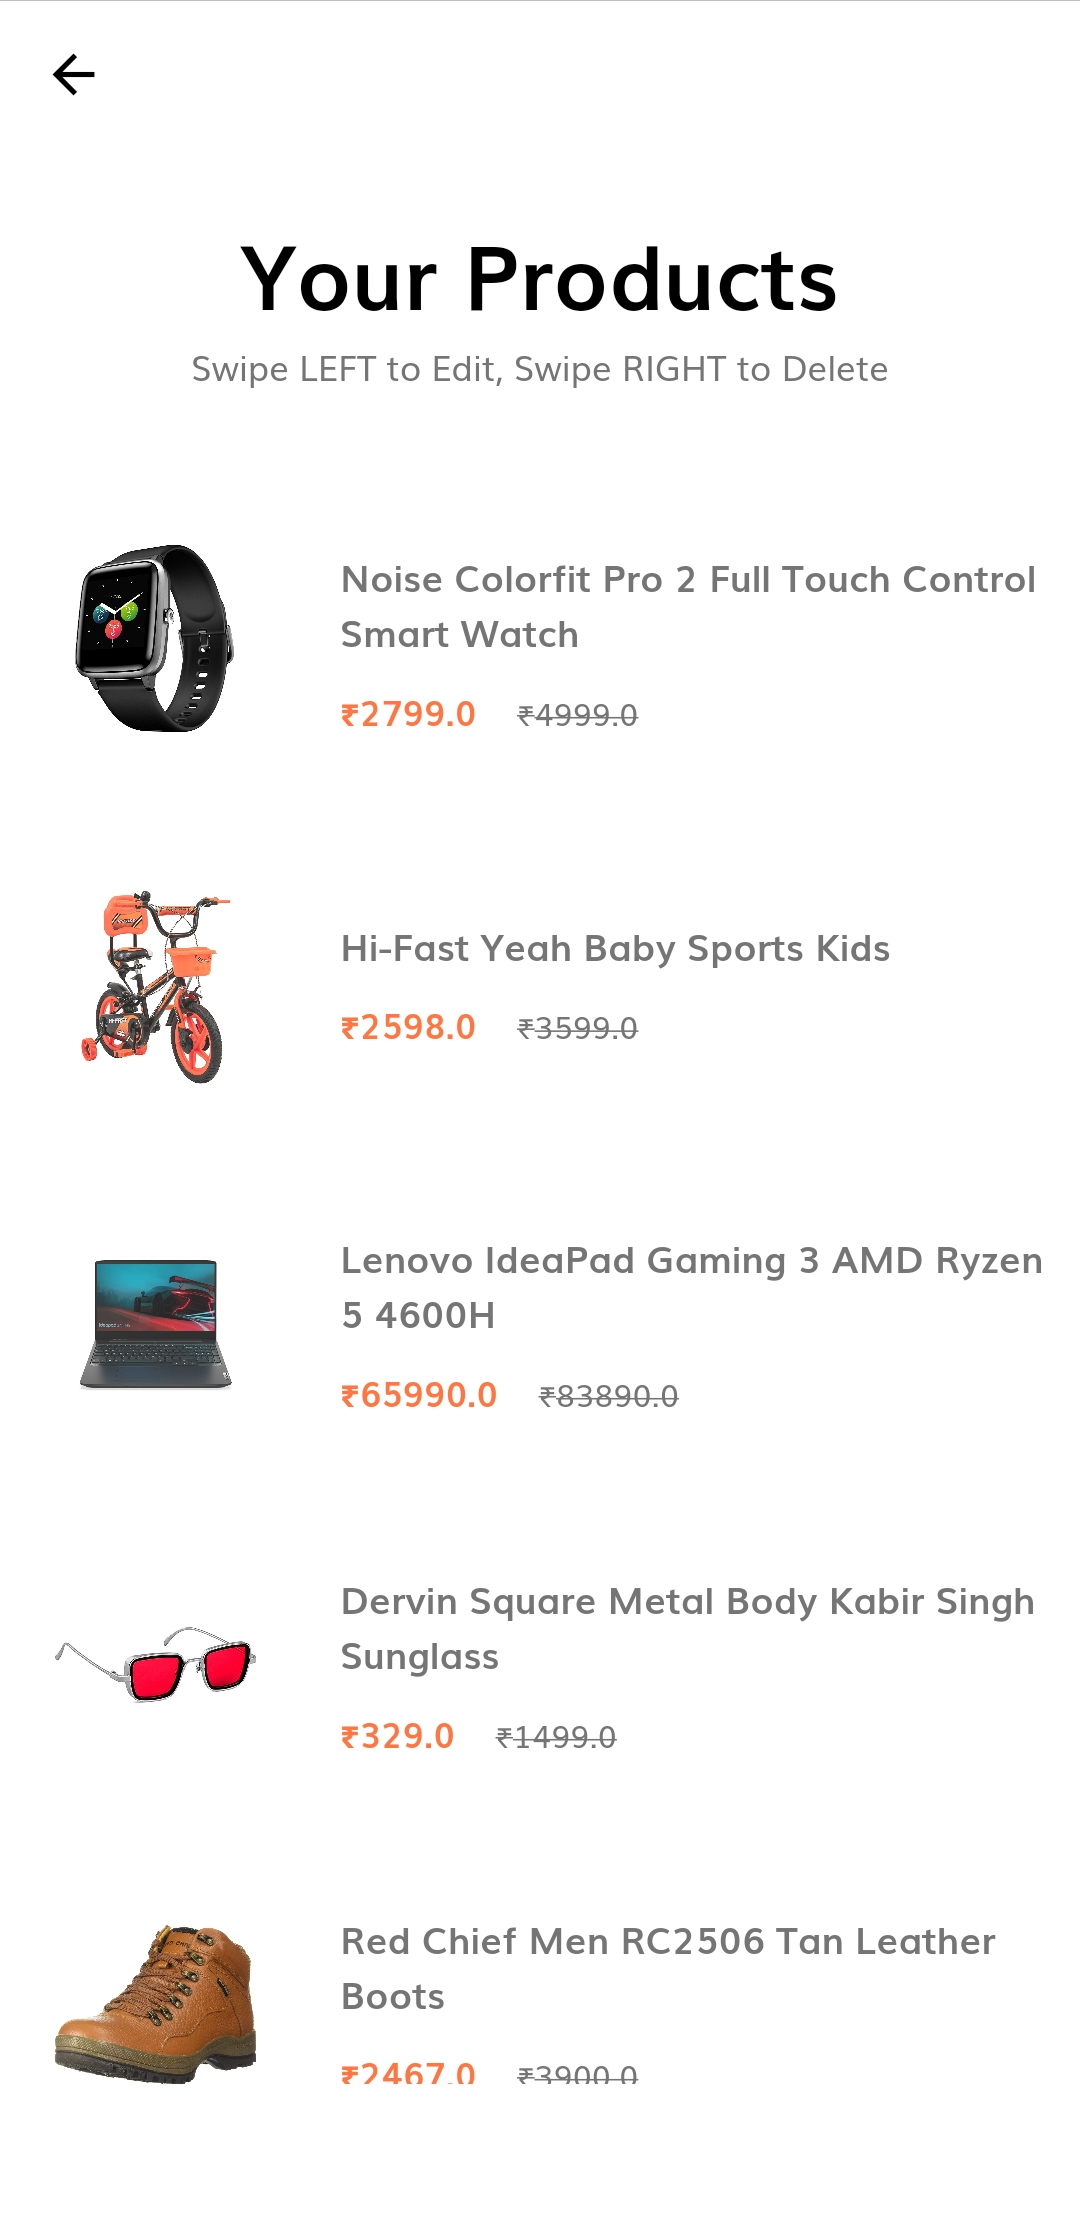 Your Products
Swipe LEFT to Edit, Swipe RIGHT to Delete
Noise Colorfit Pro 2 Full Touch Control
Smart Watch
₹2799.0 ₹4999.0
Hi-Fast Yeah Baby Sports Kids
₹2598.0 ₹3599.0
Lenovo IdeaPad Gaming 3 AMD Ryzen
5 4600H
₹65990.0 ₹83890.0
Dervin Square Metal Body Kabir Singh
Sunglass
₹329.0 ₹1499.0
Red Chief Men RC2506 Tan Leather
Boots
₹2467.0 ₹3900.0